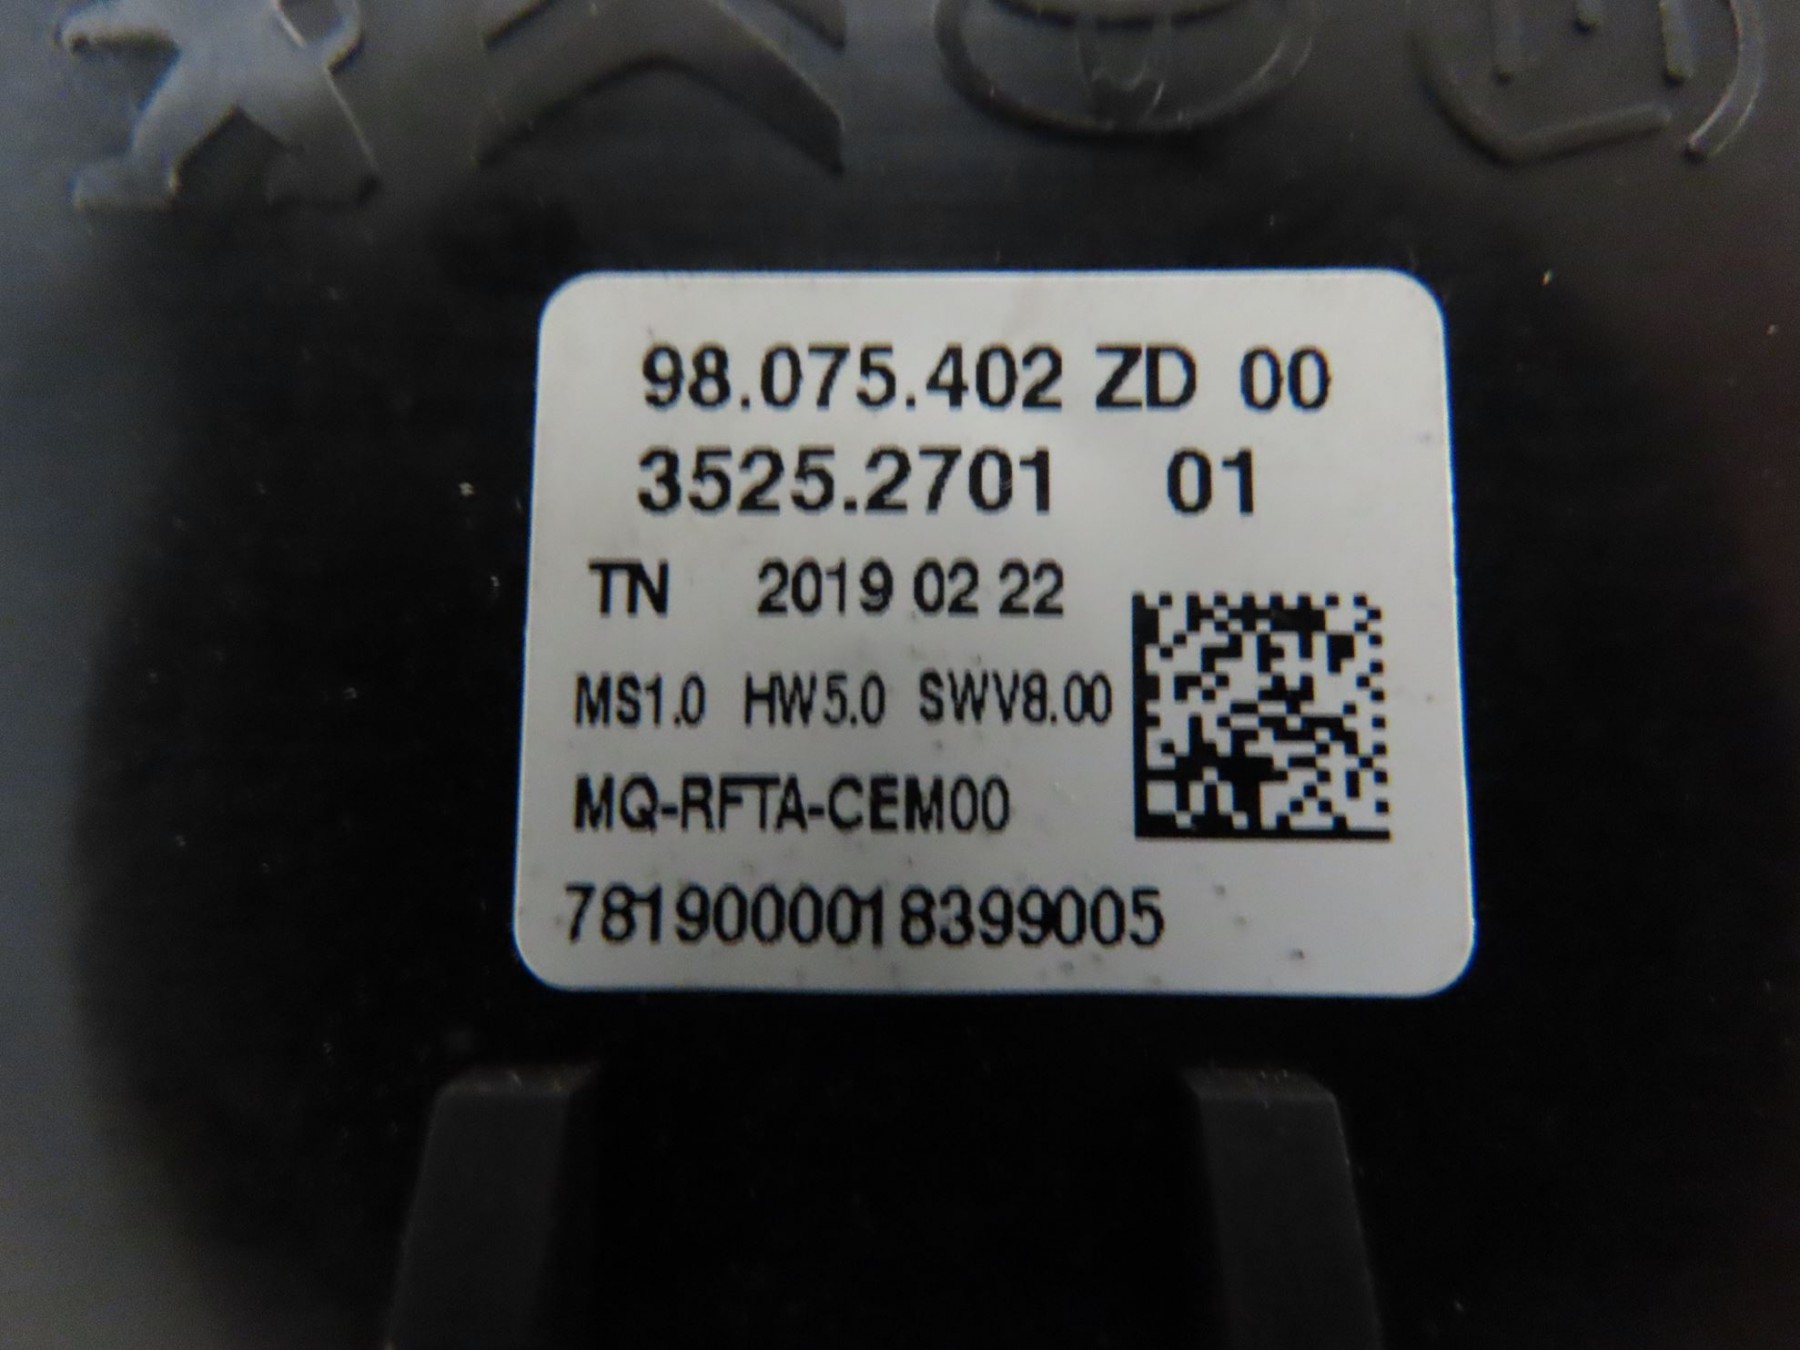 98.075.402 ZD 00
3525.2701 01
TN 2019 02 22
MS1.0 HW5.0 SWV8.00
MQ-RFTA-CEM00
7819000018399005